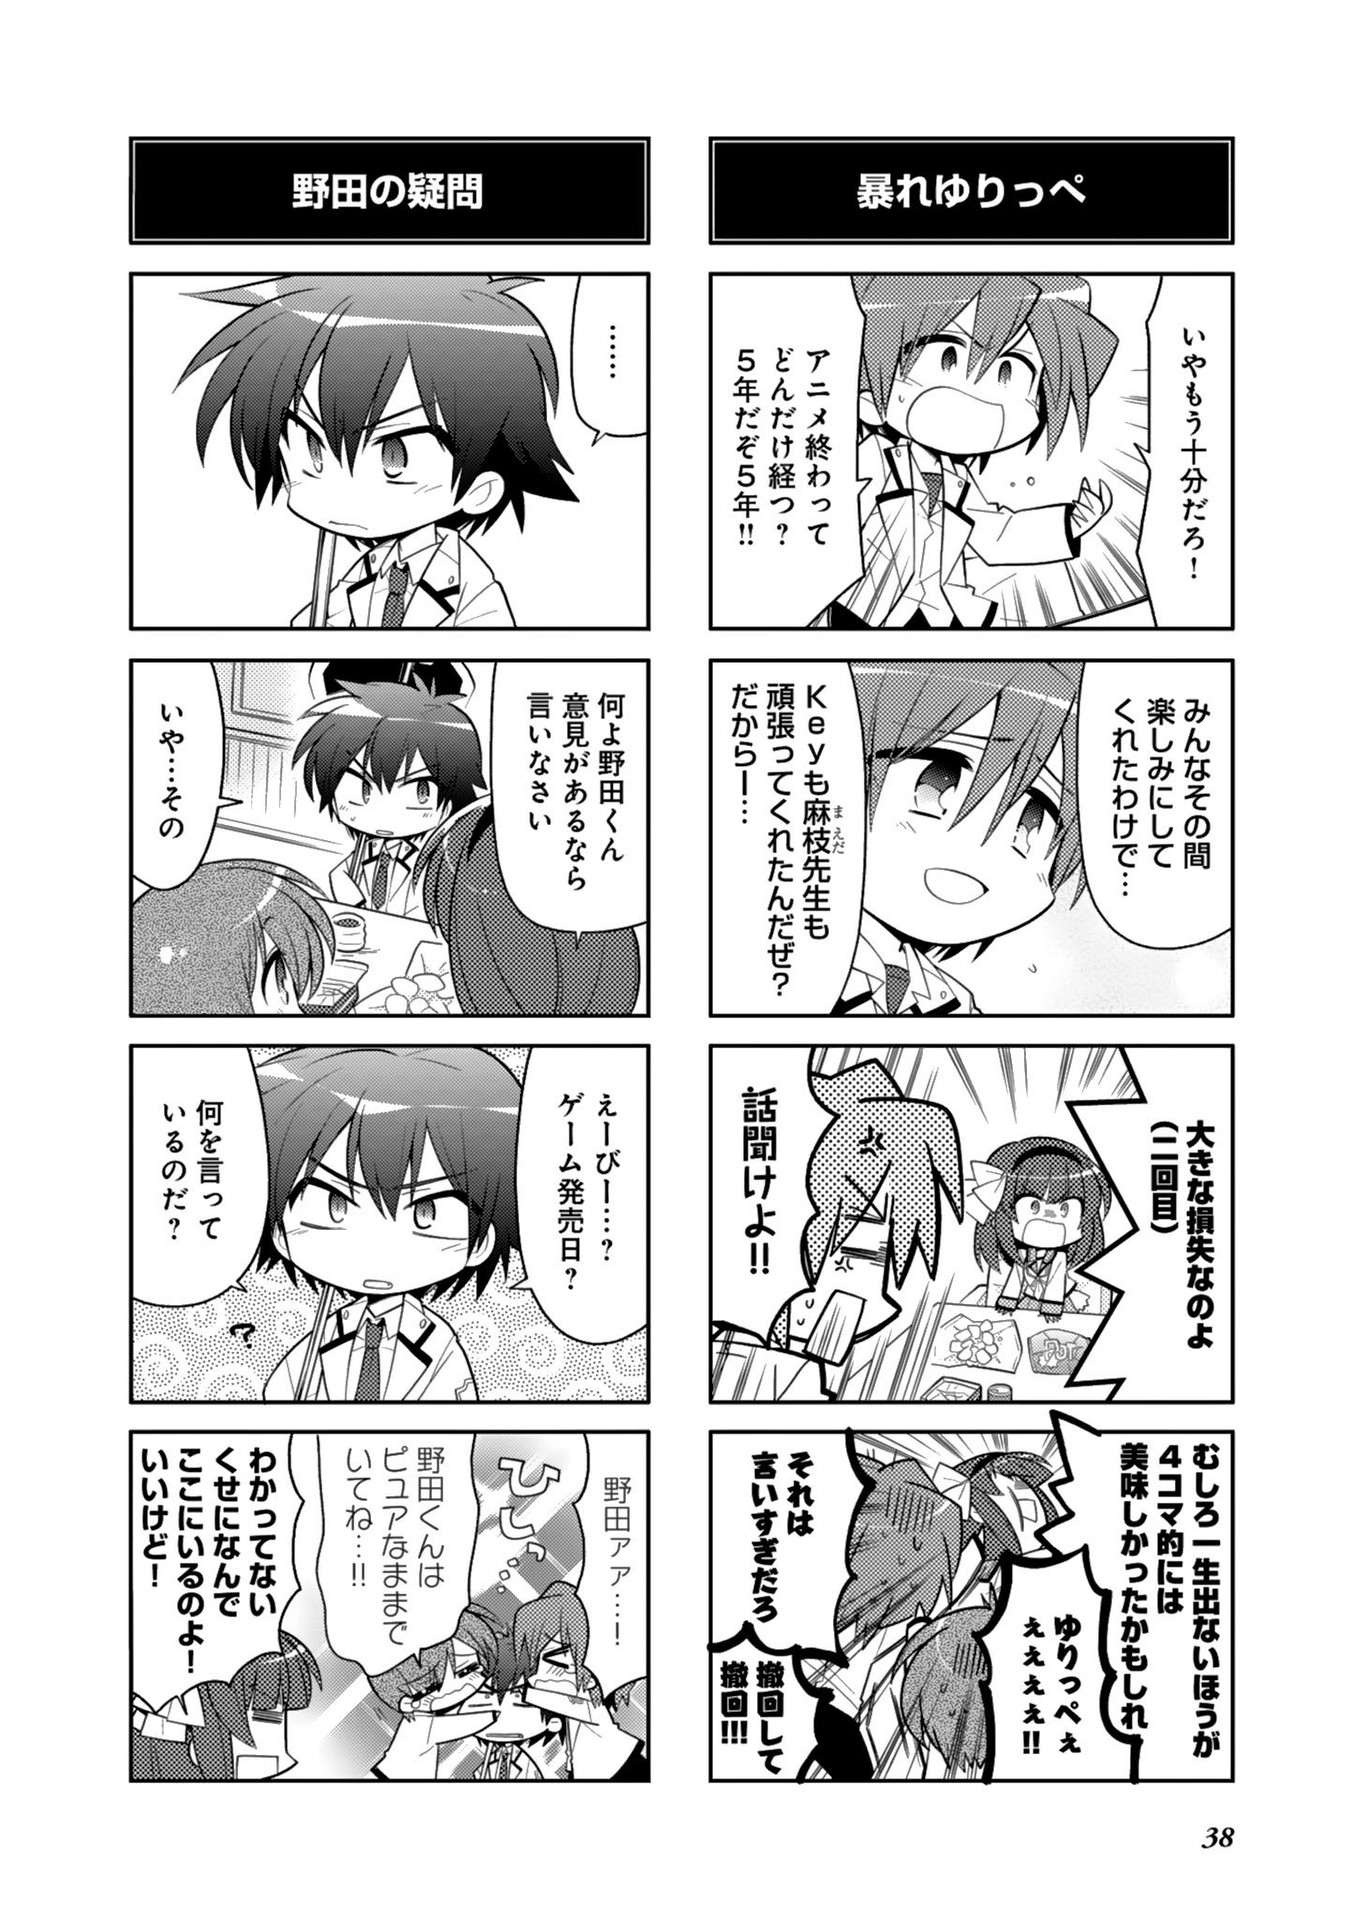 暴れゆりっぺ
いやもう十分だろ！
アニメ終わって
どんだけ経つ？
５年だぞ５年!!
みんなその間
楽しみにして
くれたわけで…
Keyも麻枝先生も
まえだ
頑張ってくれたんだぜ？
だからー…
大きな損失なのよ
(二回目)
話聞けよ!!
むしろ一生出ないほうが
４コマ的には
美味しかったかもしれ
ゆりっぺぇ
ぇぇぇぇ!!
それは
言いすぎだろ
撤回して
撤回!!!
野田の疑問
……
何よ野田くん
意見があるなら
言いなさい
いや…その
えーびー…？
ゲーム発売日？
何を言って
いるのだ？
?
野田ァァ…！
ひしっ
野田くんは
ピュアなままで
いてね…!!
わかってない
くせになんで
ここにいるのよ！
いいけど！
38